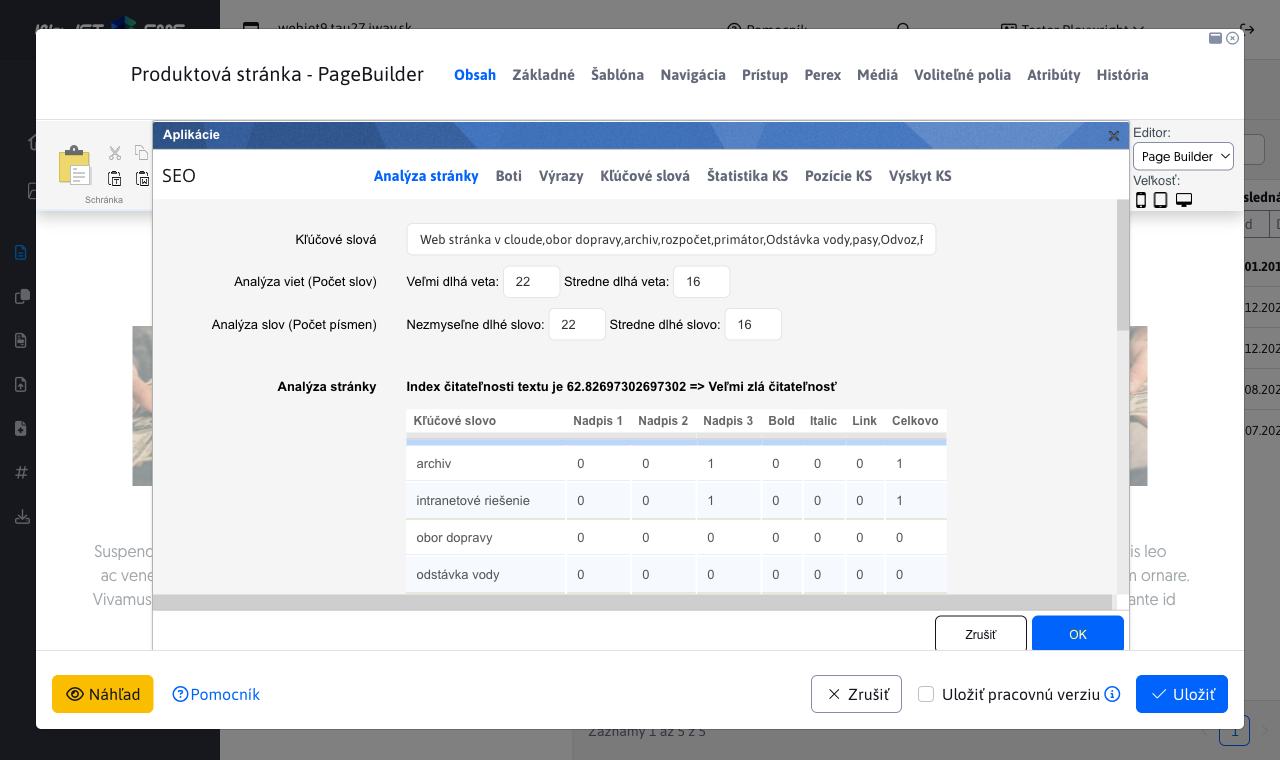 webjet9.tau27.iway.sk
Pomocník
Tester Playwright
Produktová stránka - PageBuilder
Obsah Základné Šablóna Navigácia Prístup Perex Médiá Voliteľné polia Atribúty História
Schránka
Aplikácie
Editor:
Page Builder
Veľkosť:
SEO
Analýza stránky Boti Výrazy Kľúčové slová Štatistika KS Pozície KS Výskyt KS
Kľúčové slová Web stránka v cloude,obor dopravy,archiv,rozpočet,primátor,Odstávka vody,pasy,Odvoz,
Analýza viet (Počet slov) Veľmi dlhá veta: 22 Stredne dlhá veta: 16
Analýza slov (Počet písmen) Nezmyseľne dlhé slovo: 22 Stredne dlhé slovo: 16
Analýza stránky Index čitateľnosti textu je 62.82697302697302 => Veľmi zlá čitateľnosť
Kľúčové slovo Nadpis 1 Nadpis 2 Nadpis 3 Bold Italic Link Celkovo
archiv 0 0 1 0 0 0 1
intranetové riešenie 0 0 1 0 0 0 1
obor dopravy 0 0 0 0 0 0 0
odstávka vody 0 0 0 0 0 0 0
Suspend
is leo
ac vene
ornare.
Vivamus
ante id
Zrušiť OK
Náhľad Pomocník Zrušiť Uložiť pracovnú verziu Uložiť
Záznamy 1 až 5 z 5
1